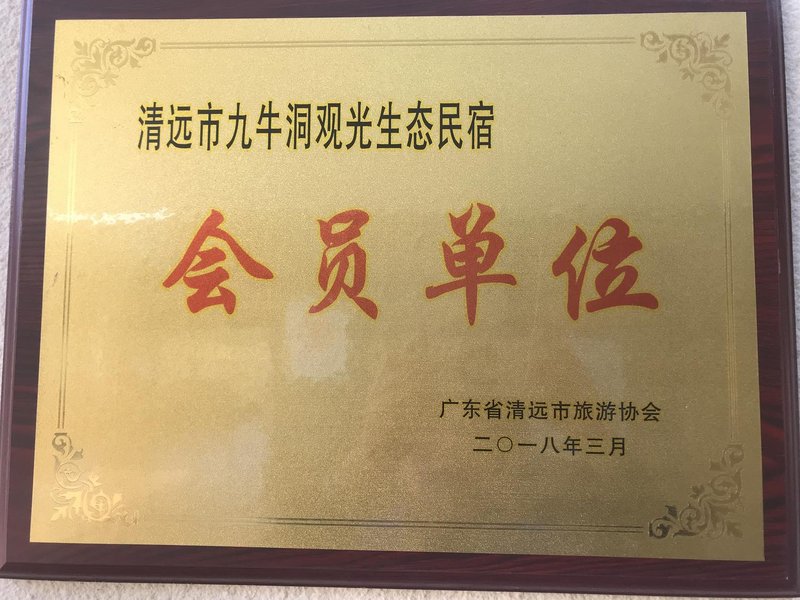 清远市九牛洞观光生态民宿
会员单位
广东省清远市旅游协会
二〇一八年三月